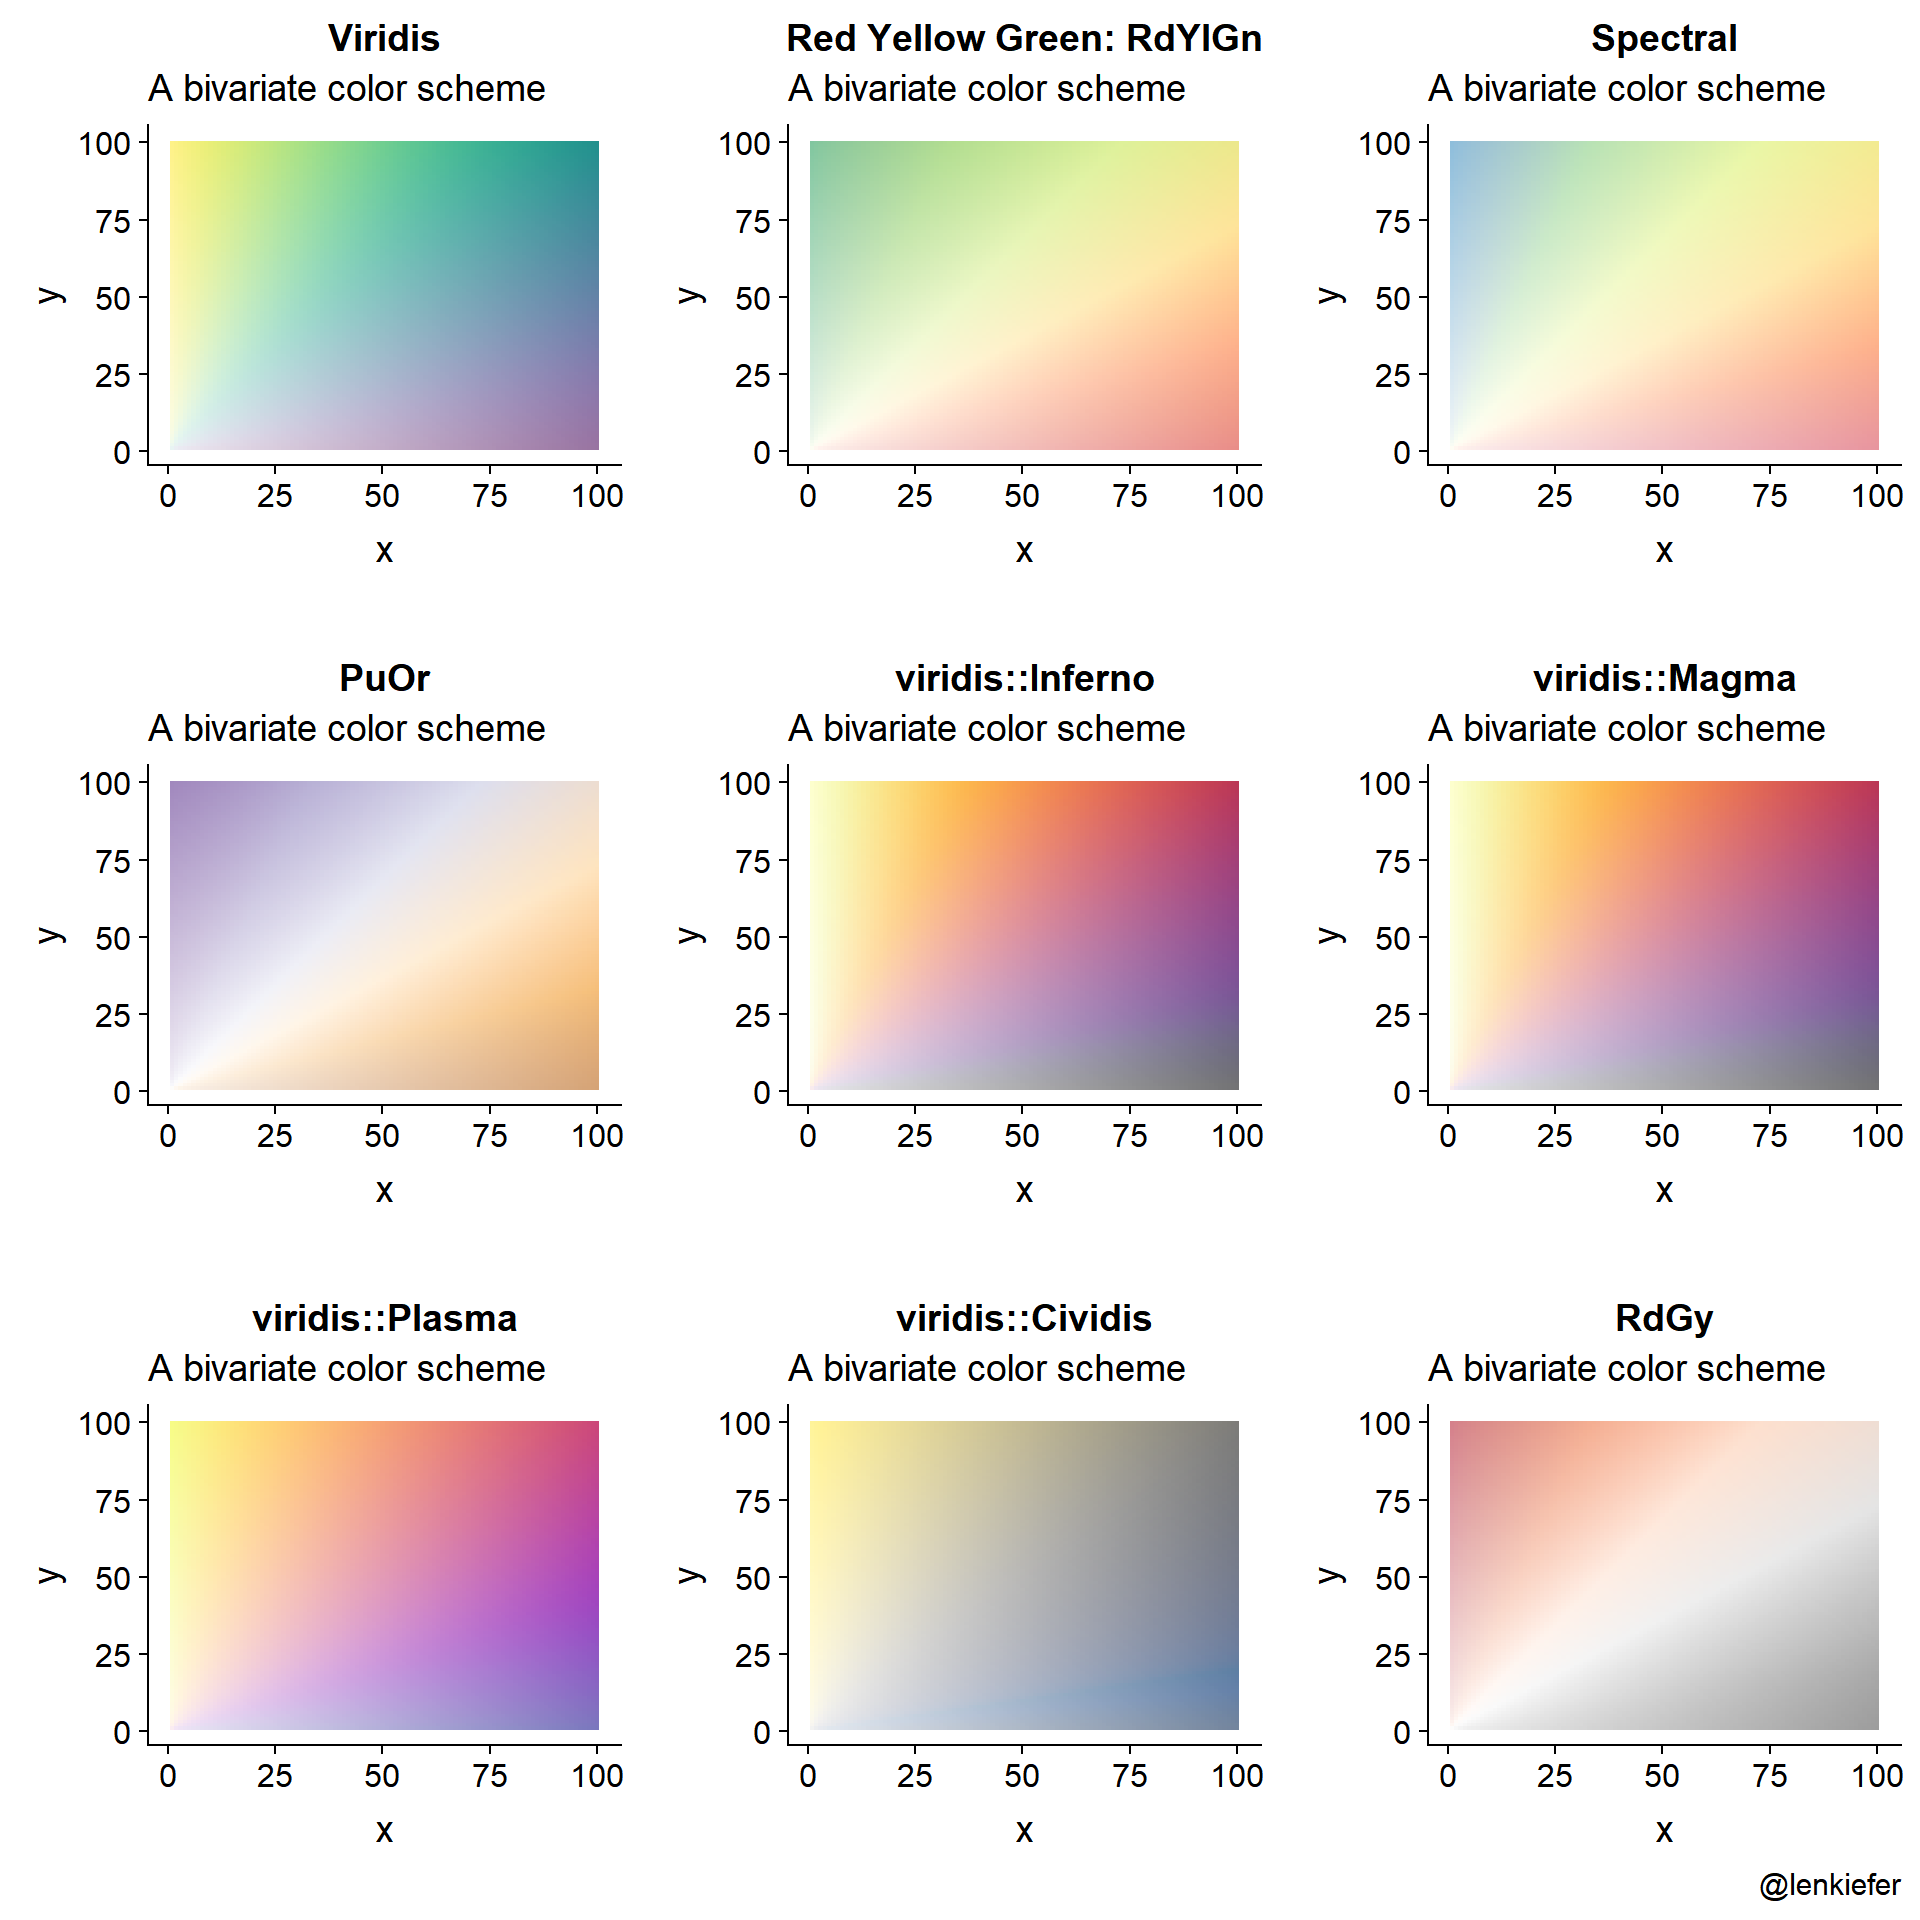 Viridis
A bivariate color scheme
100
75
50
25
0
y
0 25 50 75 100
x
Red Yellow Green: RdYlGn
A bivariate color scheme
100
75
50
25
0
y
0 25 50 75 100
x
Spectral
A bivariate color scheme
100
75
50
25
0
y
0 25 50 75 100
x
PuOr
A bivariate color scheme
100
75
50
25
0
y
0 25 50 75 100
x
viridis::Inferno
A bivariate color scheme
100
75
50
25
0
y
0 25 50 75 100
x
viridis::Magma
A bivariate color scheme
100
75
50
25
0
y
0 25 50 75 100
x
viridis::Plasma
A bivariate color scheme
100
75
50
25
0
y
0 25 50 75 100
x
viridis::Cividis
A bivariate color scheme
100
75
50
25
0
y
0 25 50 75 100
x
RdGy
A bivariate color scheme
100
75
50
25
0
y
0 25 50 75 100
x
@lenkiefer